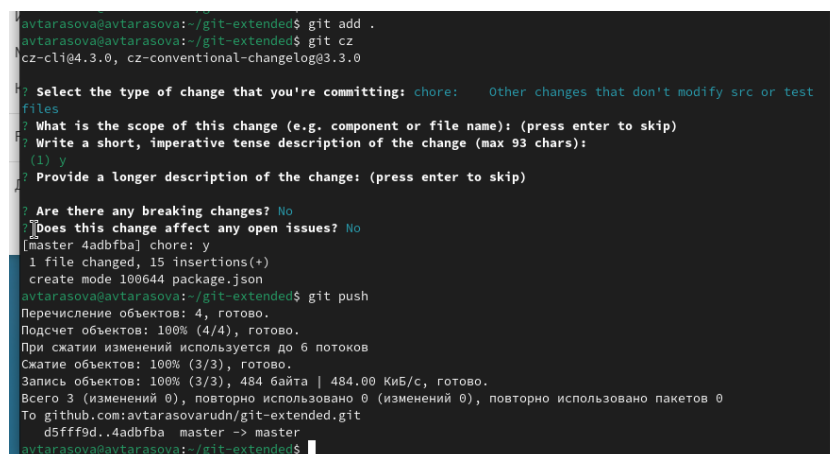 avtarasova@avtarasova:~/git-extended$ git add .
avtarasova@avtarasova:~/git-extended$ git cz
cz-cli@4.3.0, cz-conventional-changelog@3.3.0
? Select the type of change that you're committing: chore:    Other changes that don't modify src or test
files
? What is the scope of this change (e.g. component or file name): (press enter to skip)
? Write a short, imperative tense description of the change (max 93 chars):
 (1) y
? Provide a longer description of the change: (press enter to skip)
? Are there any breaking changes? No
? Does this change affect any open issues? No
[master 4adbfba] chore: y
 1 file changed, 15 insertions(+)
 create mode 100644 package.json
avtarasova@avtarasova:~/git-extended$ git push
Перечисление объектов: 4, готово.
Подсчет объектов: 100% (4/4), готово.
При сжатии изменений используется до 6 потоков
Сжатие объектов: 100% (3/3), готово.
Запись объектов: 100% (3/3), 484 байта | 484.00 КиБ/с, готово.
Всего 3 (изменений 0), повторно использовано 0 (изменений 0), повторно использовано пакетов 0
To github.com:avtarasovarudn/git-extended.git
   d5fff9d..4adbfba  master -> master
avtarasova@avtarasova:~/git-extended$